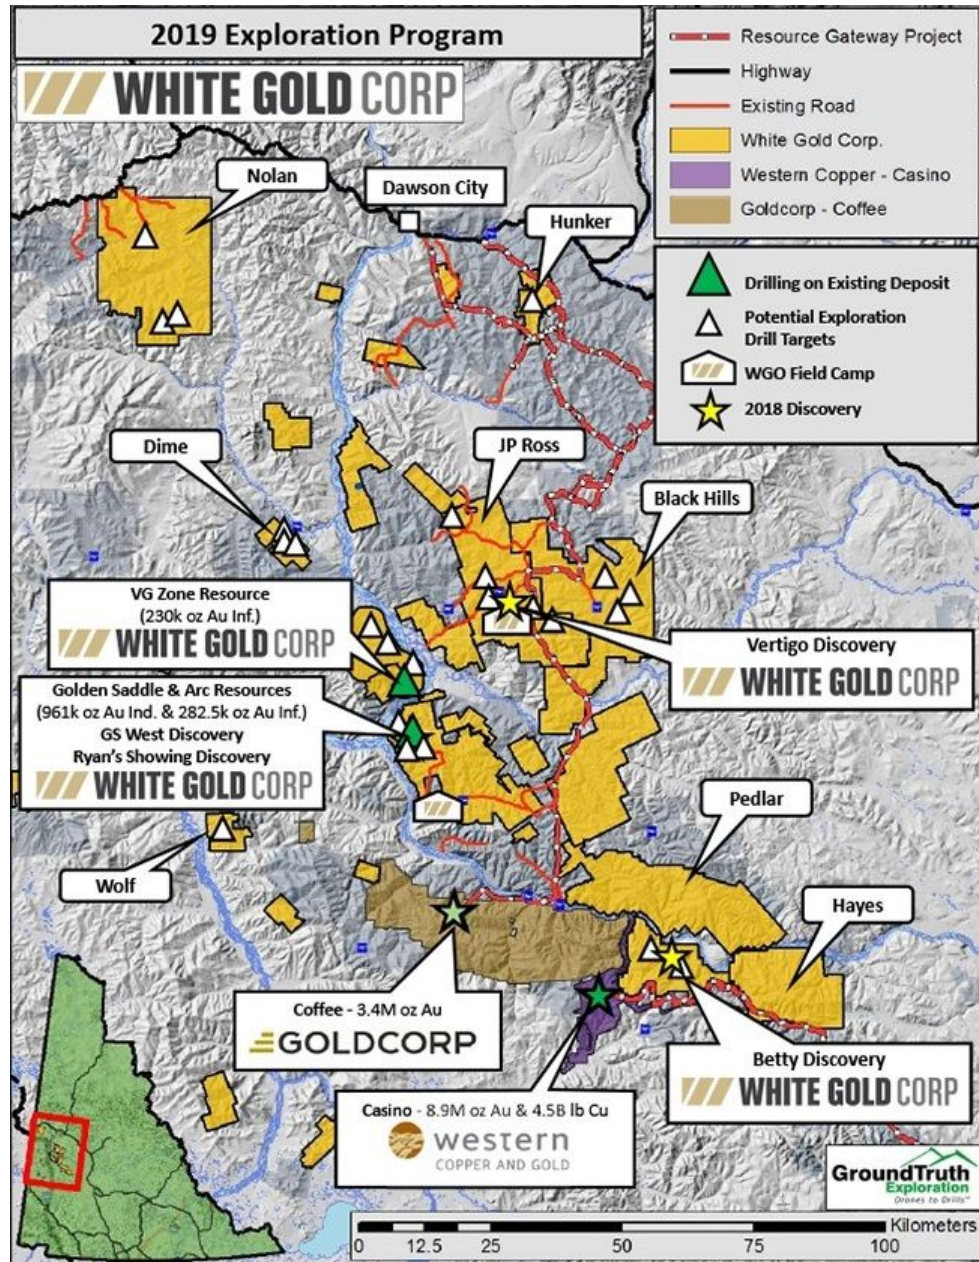 2019 Exploration Program
WHITE GOLD CORP
Resource Gateway Project
Highway
Existing Road
White Gold Corp.
Western Copper - Casino
Goldcorp - Coffee
Drilling on Existing Deposit
Potential Exploration
Drill Targets
WGO Field Camp
2018 Discovery
Nolan
Dawson City
Hunker
Dime
JP Ross
Black Hills
VG Zone Resource
(230k oz Au Inf.)
WHITE GOLD CORP
Vertigo Discovery
WHITE GOLD CORP
Golden Saddle & Arc Resources
(961k oz Au Ind. & 282.5k oz Au Inf.)
GS West Discovery
Ryan's Showing Discovery
WHITE GOLD CORP
Pedlar
Wolf
Hayes
Coffee - 3.4M oz Au
GOLDCORP
Betty Discovery
WHITE GOLD CORP
Casino - 8.9M oz Au & 4.5B lb Cu
western
COPPER AND GOLD
GroundTruth
Exploration
Drones to Drills™
Kilometers
0 12.5 25 50 75 100